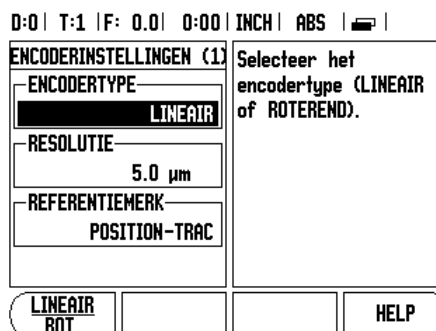 D:0 T:1 F: 0.0 0:00 INCH ABS
ENCODERINSTELLINGEN (1)
ENCODERTYPE
LINEAIR
RESOLUTIE
5.0 µm
REFERENTIEMERK
POSITION-TRAC
Selecteer het
encodertype (LINEAIR
of ROTEREND).
LINEAIR
ROT
HELP